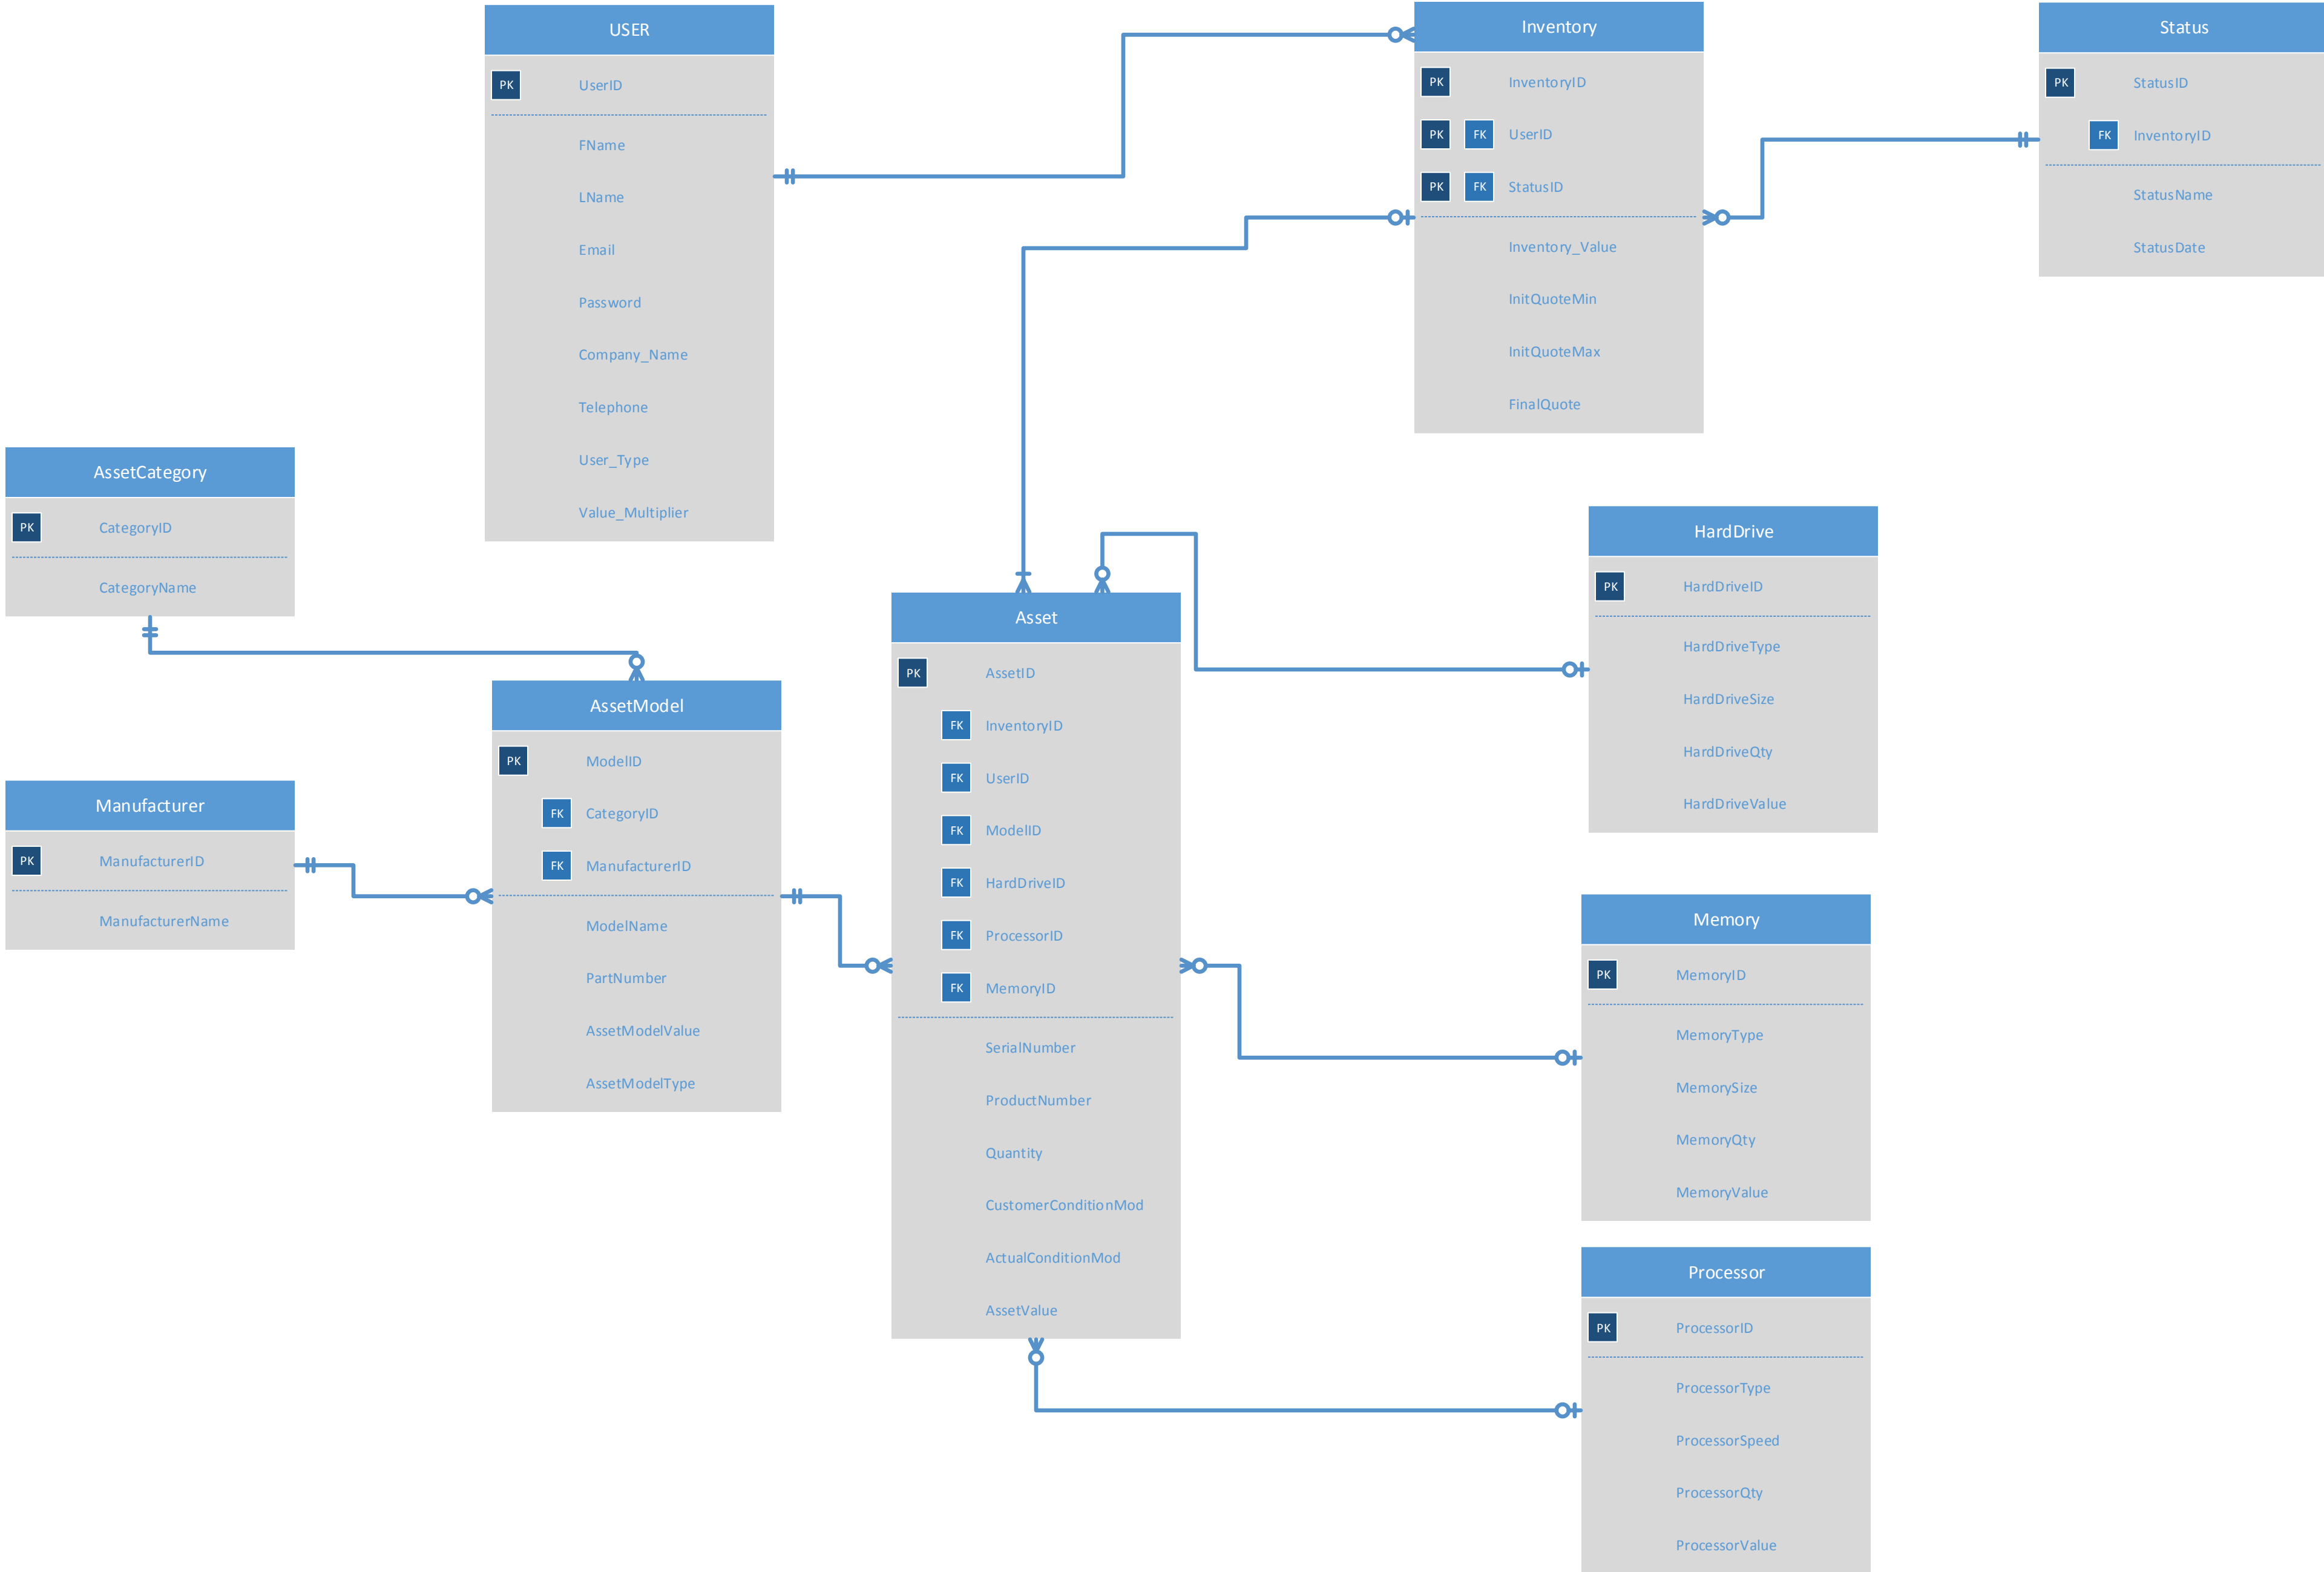 USER
PK UserID
FName
LName
Email
Password
Company_Name
Telephone
User_Type
Value_Multiplier
Inventory
PK InventoryID
PK FK UserID
PK FK StatusID
Inventory_Value
InitQuoteMin
InitQuoteMax
FinalQuote
Status
PK StatusID
FK InventoryID
StatusName
StatusDate
AssetCategory
PK CategoryID
CategoryName
Manufacturer
PK ManufacturerID
ManufacturerName
AssetModel
PK ModelID
FK CategoryID
FK ManufacturerID
ModelName
PartNumber
AssetModelValue
AssetModelType
Asset
PK AssetID
FK InventoryID
FK UserID
FK ModelID
FK HardDriveID
FK ProcessorID
FK MemoryID
SerialNumber
ProductNumber
Quantity
CustomerConditionMod
ActualConditionMod
AssetValue
HardDrive
PK HardDriveID
HardDriveType
HardDriveSize
HardDriveQty
HardDriveValue
Memory
PK MemoryID
MemoryType
MemorySize
MemoryQty
MemoryValue
Processor
PK ProcessorID
ProcessorType
ProcessorSpeed
ProcessorQty
ProcessorValue